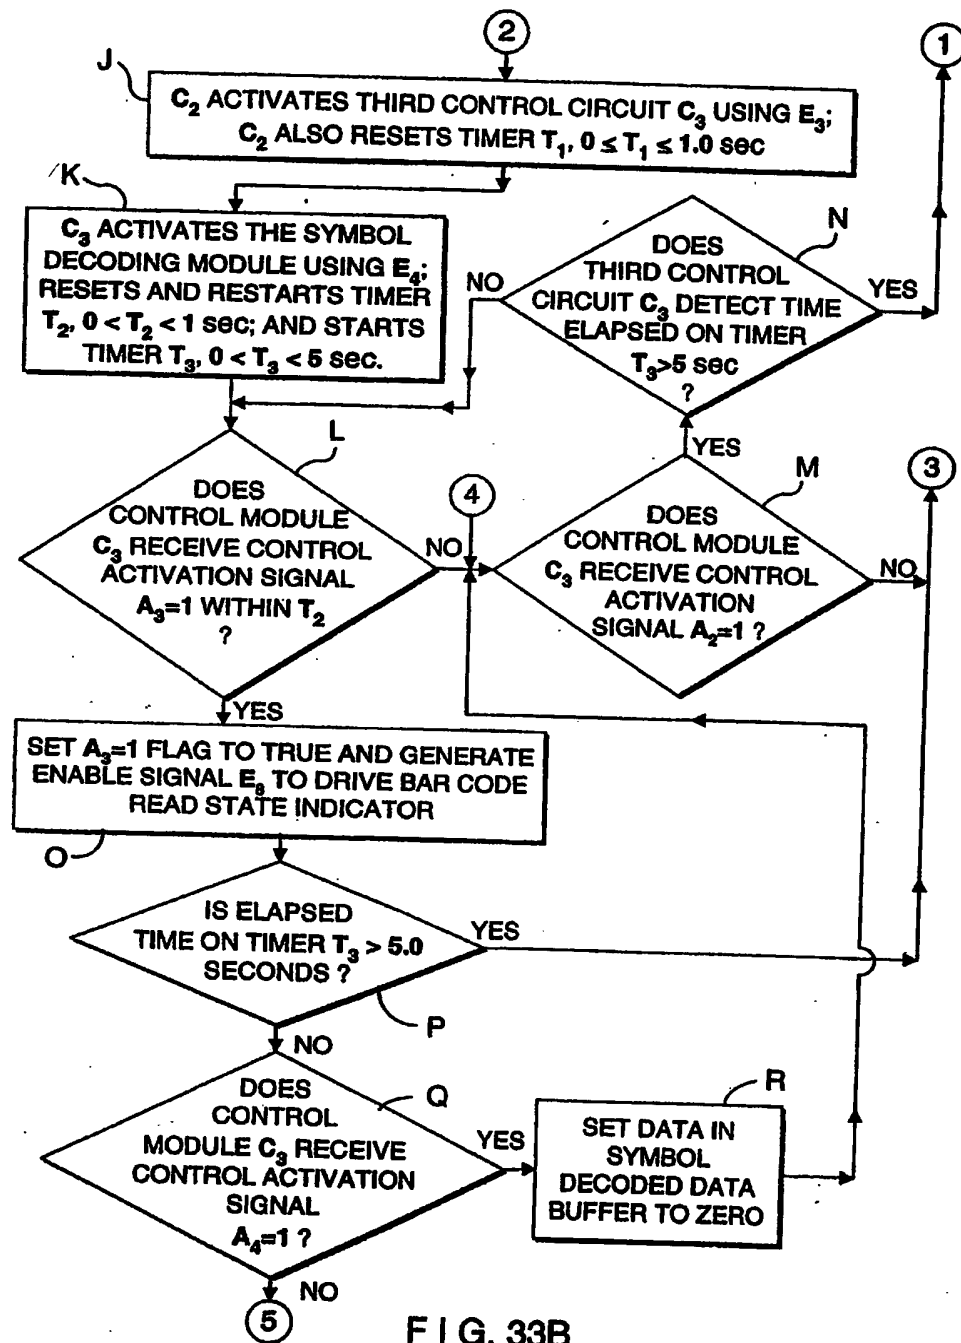 2
1
J
C2 ACTIVATES THIRD CONTROL CIRCUIT C3 USING E3;
C2 ALSO RESETS TIMER T1, 0 ≤ T1 ≤ 1.0 sec
K
C3 ACTIVATES THE SYMBOL
DECODING MODULE USING E4;
RESETS AND RESTARTS TIMER
T2, 0 < T2 < 1 sec; AND STARTS
TIMER T3, 0 < T3 < 5 sec.
N
DOES
THIRD CONTROL
CIRCUIT C3 DETECT TIME
ELAPSED ON TIMER
T3>5 sec
?
NO
YES
L
DOES
CONTROL MODULE
C3 RECEIVE CONTROL
ACTIVATION SIGNAL
A3=1 WITHIN T2
?
NO
YES
4
YES
M
DOES
CONTROL MODULE
C3 RECEIVE CONTROL
ACTIVATION
SIGNAL A2=1 ?
NO
3
SET A3=1 FLAG TO TRUE AND GENERATE
ENABLE SIGNAL E8 TO DRIVE BAR CODE
READ STATE INDICATOR
O
IS ELAPSED
TIME ON TIMER T3 > 5.0
SECONDS ?
YES
P
NO
DOES
CONTROL
MODULE C3 RECEIVE
CONTROL ACTIVATION
SIGNAL
A4=1 ?
Q
YES
R
SET DATA IN
SYMBOL
DECODED DATA
BUFFER TO ZERO
NO
5
FIG. 33B